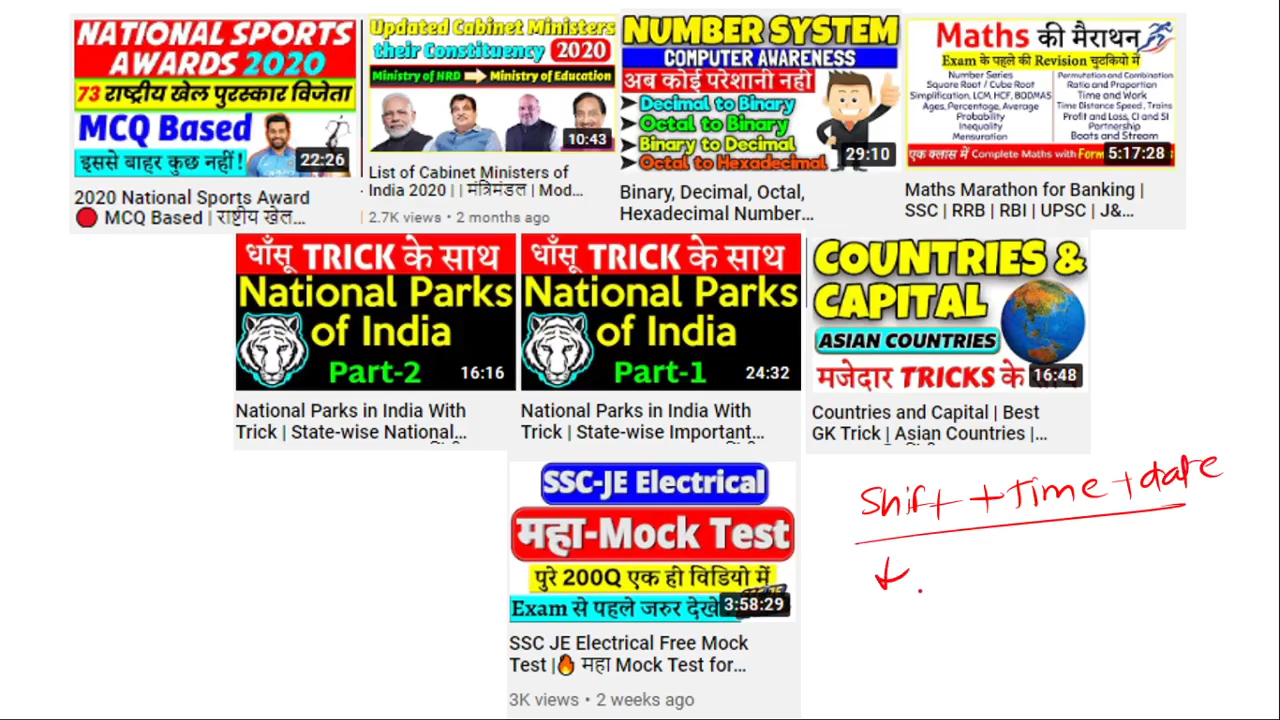 NATIONAL SPORTS
AWARDS 2020
73 राष्ट्रीय खेल पुरस्कार विजेता
MCQ Based
इससे बाहर कुछ नहीं!
22:26
2020 National Sports Award
🔴 MCQ Based | राष्ट्रीय खेल...
Updated Cabinet Ministers
their Constituency 2020
Ministry of HRD ➡ Ministry of Education
10:43
List of Cabinet Ministers of
India 2020 | | मंत्रिमंडल | Mod...
2.7K views • 2 months ago
NUMBER SYSTEM
COMPUTER AWARENESS
अब कोई परेशानी नही
➤Decimal to Binary
➤Octal to Binary
➤Binary to Decimal
➤Octal to Hexadecimal
29:10
Binary, Decimal, Octal,
Hexadecimal Number...
Maths की मैराथन
Exam के पहले की Revision चुटकियो में
Number Series
Square Root / Cube Root
Simplification, LCM, HCF, BODMAS
Ages, Percentage, Average
Probability
Inequality
Mensuration
Permutation and Combination
Ratio and Proportion
Time and Work
Time Distance Speed, Trains
Profit and Loss, CI and SI
Partnership
Boats and Stream
एक क्लास में Complete Maths with Form
5:17:28
Maths Marathon for Banking |
SSC | RRB | RBI | UPSC | J&...
धाँसू TRICK के साथ
National Parks
of India
Part-2
16:16
National Parks in India With
Trick | State-wise National...
धाँसू TRICK के साथ
National Parks
of India
Part-1
24:32
National Parks in India With
Trick | State-wise Important...
COUNTRIES &
CAPITAL
ASIAN COUNTRIES
मजेदार TRICKS के
16:48
Countries and Capital | Best
GK Trick | Asian Countries |...
Shift + Time + date
SSC-JE Electrical
महा-Mock Test
पुरे 200Q एक ही विडियो में
Exam से पहले जरुर देखे
3:58:29
SSC JE Electrical Free Mock
Test |🔥 महा Mock Test for...
3K views • 2 weeks ago